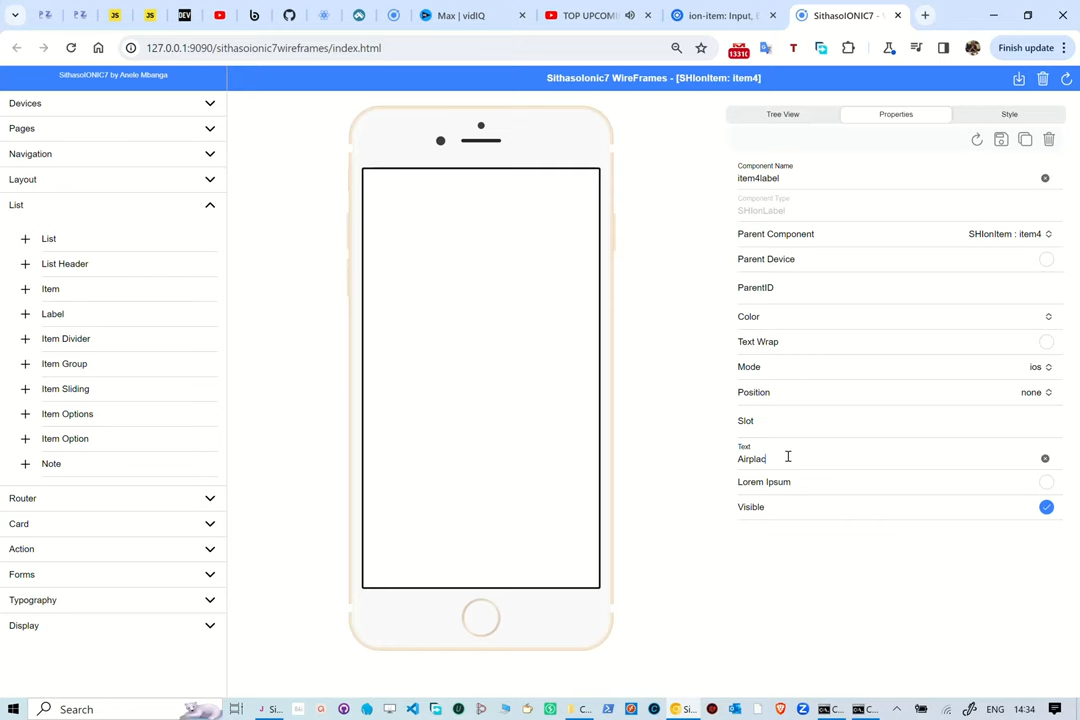 Max | vidIQ
TOP UPCOMI
ion-item: Input, E
SithasoIONIC7 -
127.0.0.1:9090/sithasoionic7wireframes/index.html
Finish update
SithasoIONIC7 by Anele Mbanga
SithasoIonic7 WireFrames - [SHIonItem: item4]
Devices
Pages
Navigation
Layout
List
List
List Header
Item
Label
Item Divider
Item Group
Item Sliding
Item Options
Item Option
Note
Router
Card
Action
Forms
Typography
Display
Tree View
Properties
Style
Component Name
item4label
Component Type
SHIonLabel
Parent Component
SHIonItem : item4
Parent Device
ParentID
Color
Text Wrap
Mode
ios
Position
none
Slot
Text
Airplac
Lorem Ipsum
Visible
Search
ENG
14:34